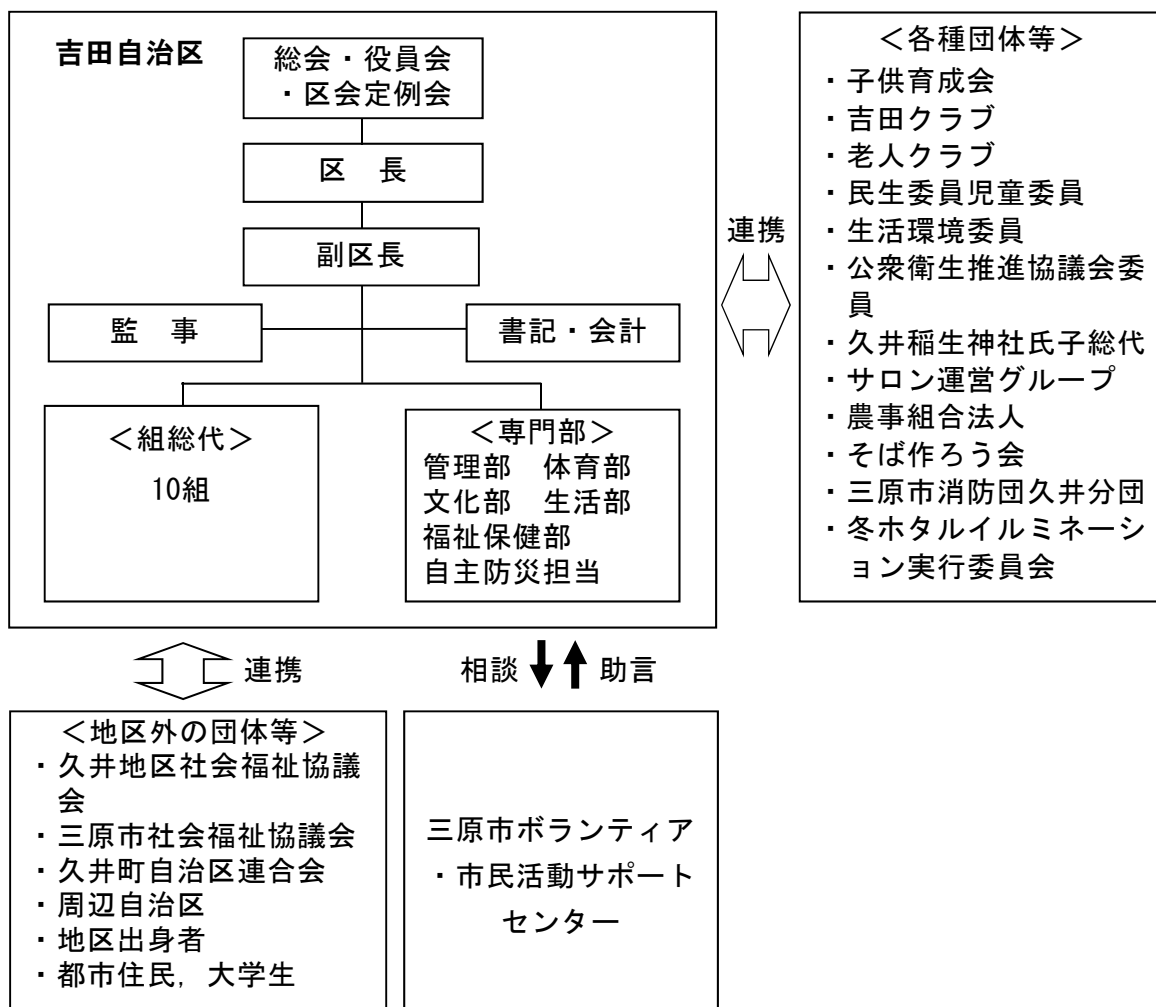 吉田自治区
総会・役員会
・区会定例会
区　長
副区長
監　事
書記・会計
＜組総代＞
10組
＜専門部＞
管理部　体育部
文化部　生活部
福祉保健部
自主防災担当
連携
＜各種団体等＞
・子供育成会
・吉田クラブ
・老人クラブ
・民生委員児童委員
・生活環境委員
・公衆衛生推進協議会委
員
・久井稲生神社氏子総代
・サロン運営グループ
・農事組合法人
・そば作ろう会
・三原市消防団久井分団
・冬ホタルイルミネーシ
ョン実行委員会
連携
相談
助言
＜地区外の団体等＞
・久井地区社会福祉協議
会
・三原市社会福祉協議会
・久井町自治区連合会
・周辺自治区
・地区出身者
・都市住民，大学生
三原市ボランティア
・市民活動サポート
センター